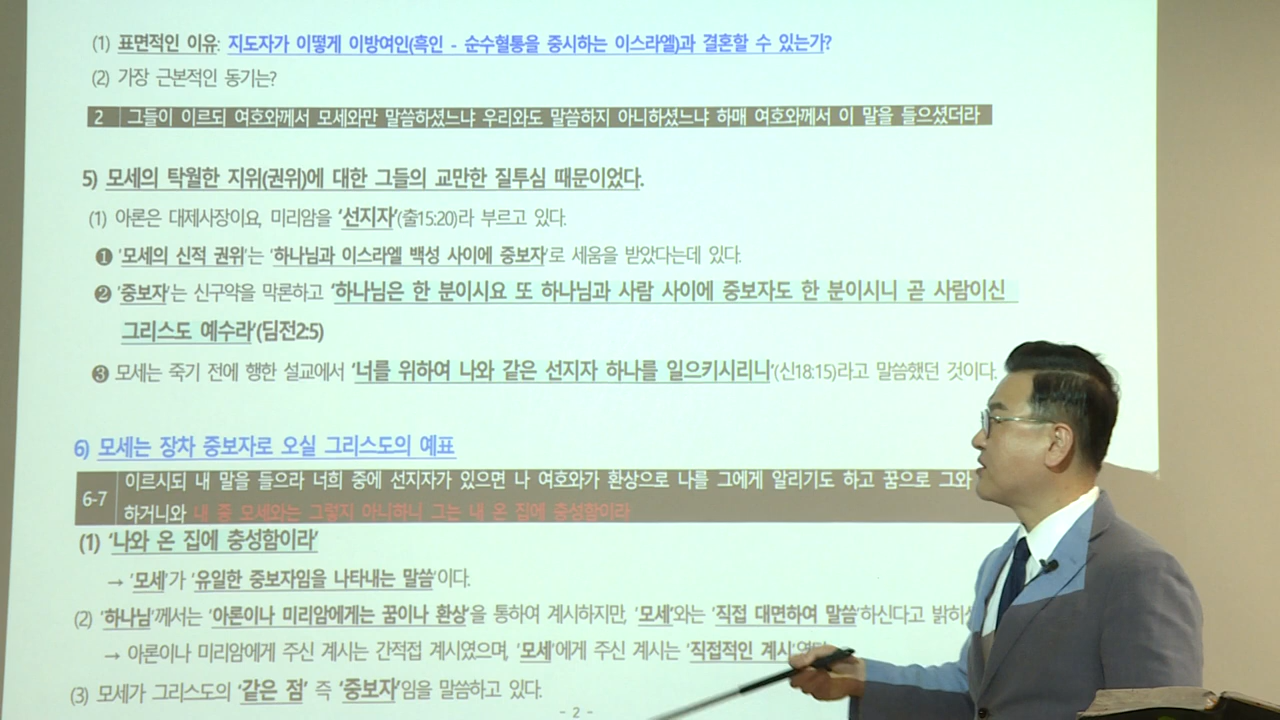 (1) 표면적인 이유: 지도자가 어떻게 이방여인(흑인 - 순수혈통을 중시하는 이스라엘)과 결혼할 수 있는가?
(2) 가장 근본적인 동기는?
2 그들이 이르되 여호와께서 모세와만 말씀하셨느냐 우리와도 말씀하지 아니하셨느냐 하매 여호와께서 이 말을 들으셨더라
5) 모세의 탁월한 지위(권위)에 대한 그들의 교만한 질투심 때문이었다.
(1) 아론은 대제사장이요, 미리암을 '선지자'(출15:20)라 부르고 있다.
❶ '모세의 신적 권위'는 '하나님과 이스라엘 백성 사이에 중보자'로 세움을 받았다는데 있다.
❷ '중보자'는 신구약을 막론하고 '하나님은 한 분이시요 또 하나님과 사람 사이에 중보자도 한 분이시니 곧 사람이신
그리스도 예수라'(딤전2:5)
❸ 모세는 죽기 전에 행한 설교에서 '너를 위하여 나와 같은 선지자 하나를 일으키시리니'(신18:15)라고 말씀했던 것이다.
6) 모세는 장차 중보자로 오실 그리스도의 예표
6-7 이르시되 내 말을 들으라 너희 중에 선지자가 있으면 나 여호와가 환상으로 나를 그에게 알리기도 하고 꿈으로 그와
하거니와 내 종 모세와는 그렇지 아니하니 그는 내 온 집에 충성함이라
(1) '나와 온 집에 충성함이라'
→ '모세'가 '유일한 중보자임을 나타내는 말씀'이다.
(2) '하나님'께서는 '아론이나 미리암에게는 꿈이나 환상'을 통하여 계시하지만, '모세'와는 '직접 대면하여 말씀'하신다고 밝히
→ 아론이나 미리암에게 주신 계시는 간적접 계시였으며, '모세'에게 주신 계시는 '직접적인 계시'였다
(3) 모세가 그리스도의 '같은 점' 즉 '중보자'임을 말씀하고 있다.
- 2 -